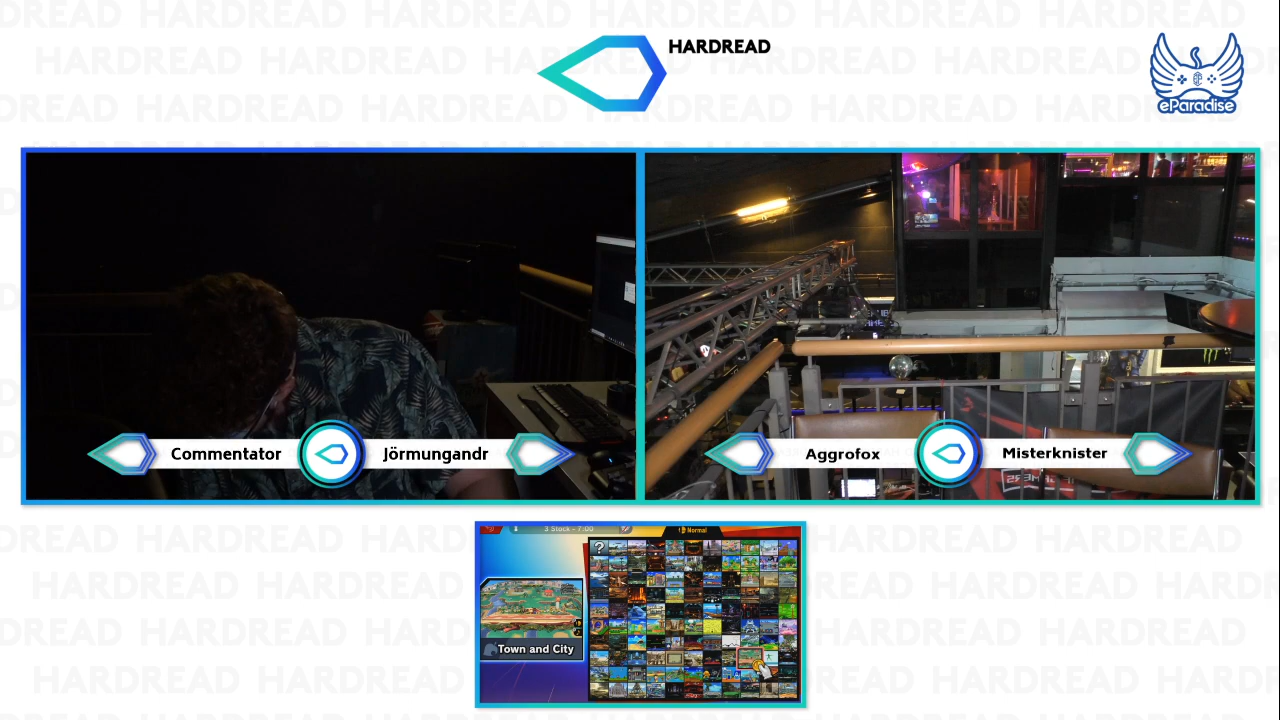 HARDREAD
eParadise
Commentator
Jörmungandr
Aggrofox
Misterknister
3 Stock - 7:00
Normal
?
Town and City